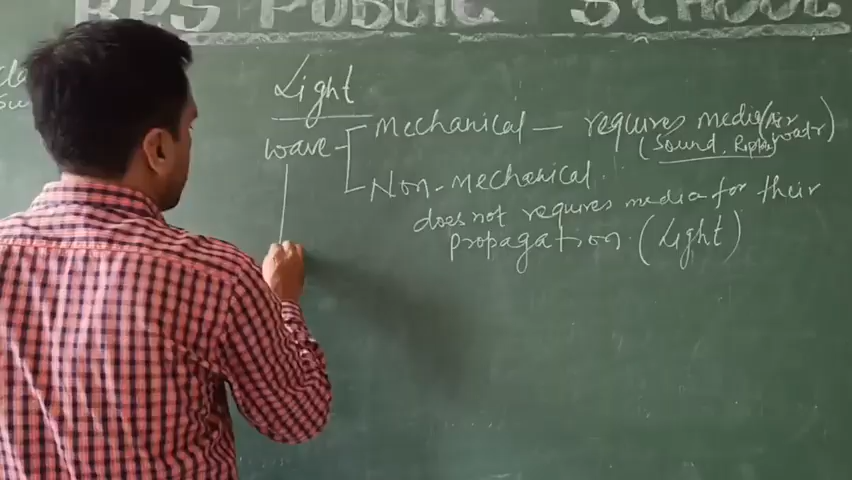 RPS PUBLIC SCHOOL
Light
wave
Mechanical — requires media (Air
(Sound, Ripples) water)
Non-Mechanical.
does not requires media for their
propagation. (Light)